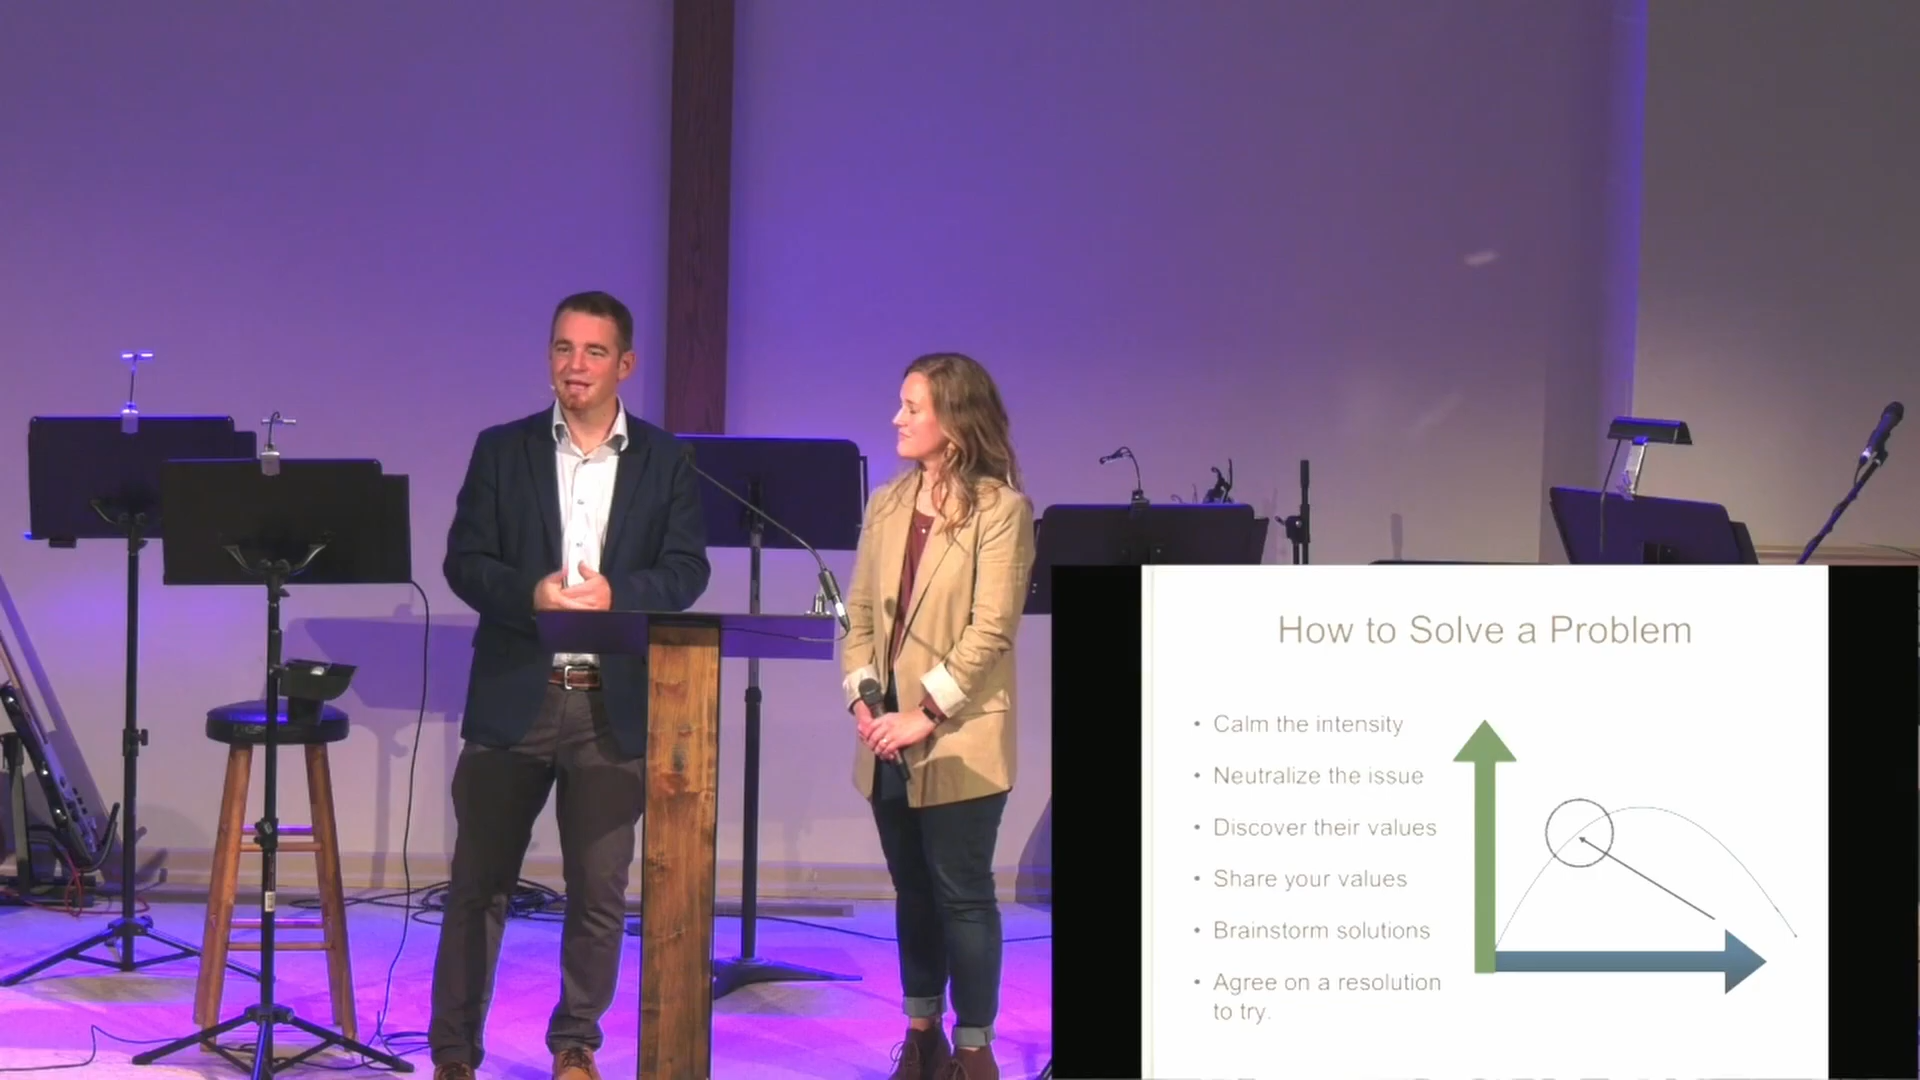 How to Solve a Problem
• Calm the intensity
• Neutralize the issue
• Discover their values
• Share your values
• Brainstorm solutions
• Agree on a resolution
to try.